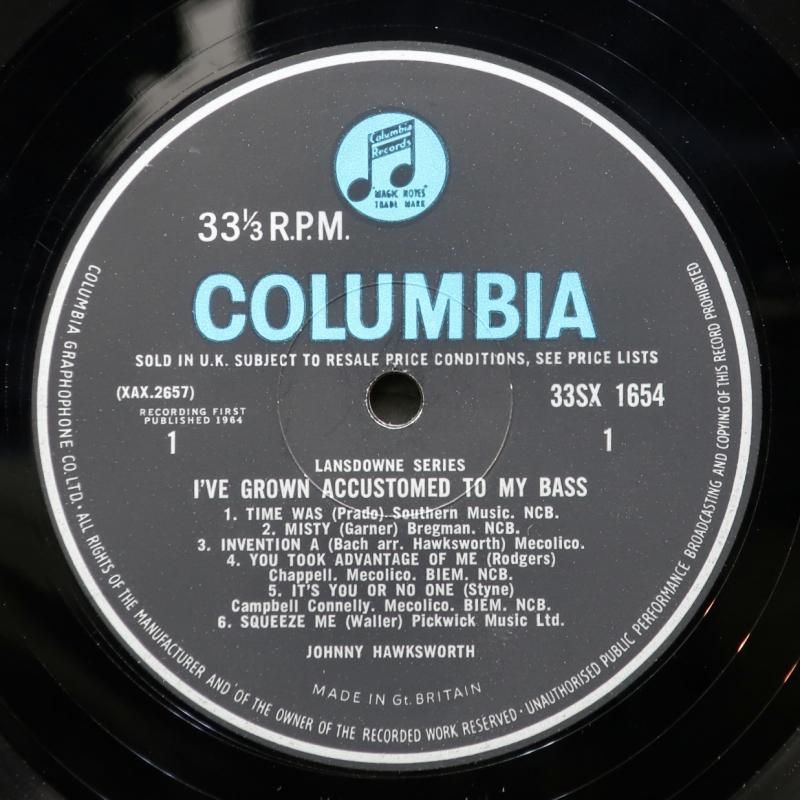 Columbia
Records
"MAGIC NOTES"
TRADE MARK
33⅓ R.P.M.
COLUMBIA
SOLD IN U.K. SUBJECT TO RESALE PRICE CONDITIONS, SEE PRICE LISTS
(XAX.2657)
33SX 1654
RECORDING FIRST
PUBLISHED 1964
1
1
LANSDOWNE SERIES
I'VE GROWN ACCUSTOMED TO MY BASS
1. TIME WAS (Prado) Southern Music. NCB.
2. MISTY (Garner) Bregman. NCB.
3. INVENTION A (Bach arr. Hawksworth) Mecolico.
4. YOU TOOK ADVANTAGE OF ME (Rodgers)
Chappell. Mecolico. BIEM. NCB.
5. IT'S YOU OR NO ONE (Styne)
Campbell Connelly. Mecolico. BIEM. NCB.
6. SQUEEZE ME (Waller) Pickwick Music Ltd.
JOHNNY HAWKSWORTH
MADE IN Gt. BRITAIN
COLUMBIA GRAPHOPHONE CO. LTD. · ALL RIGHTS OF THE MANUFACTURER AND OF THE OWNER OF THE RECORDED WORK RESERVED · UNAUTHORISED PUBLIC PERFORMANCE BROADCASTING AND COPYING OF THIS RECORD PROHIBITED